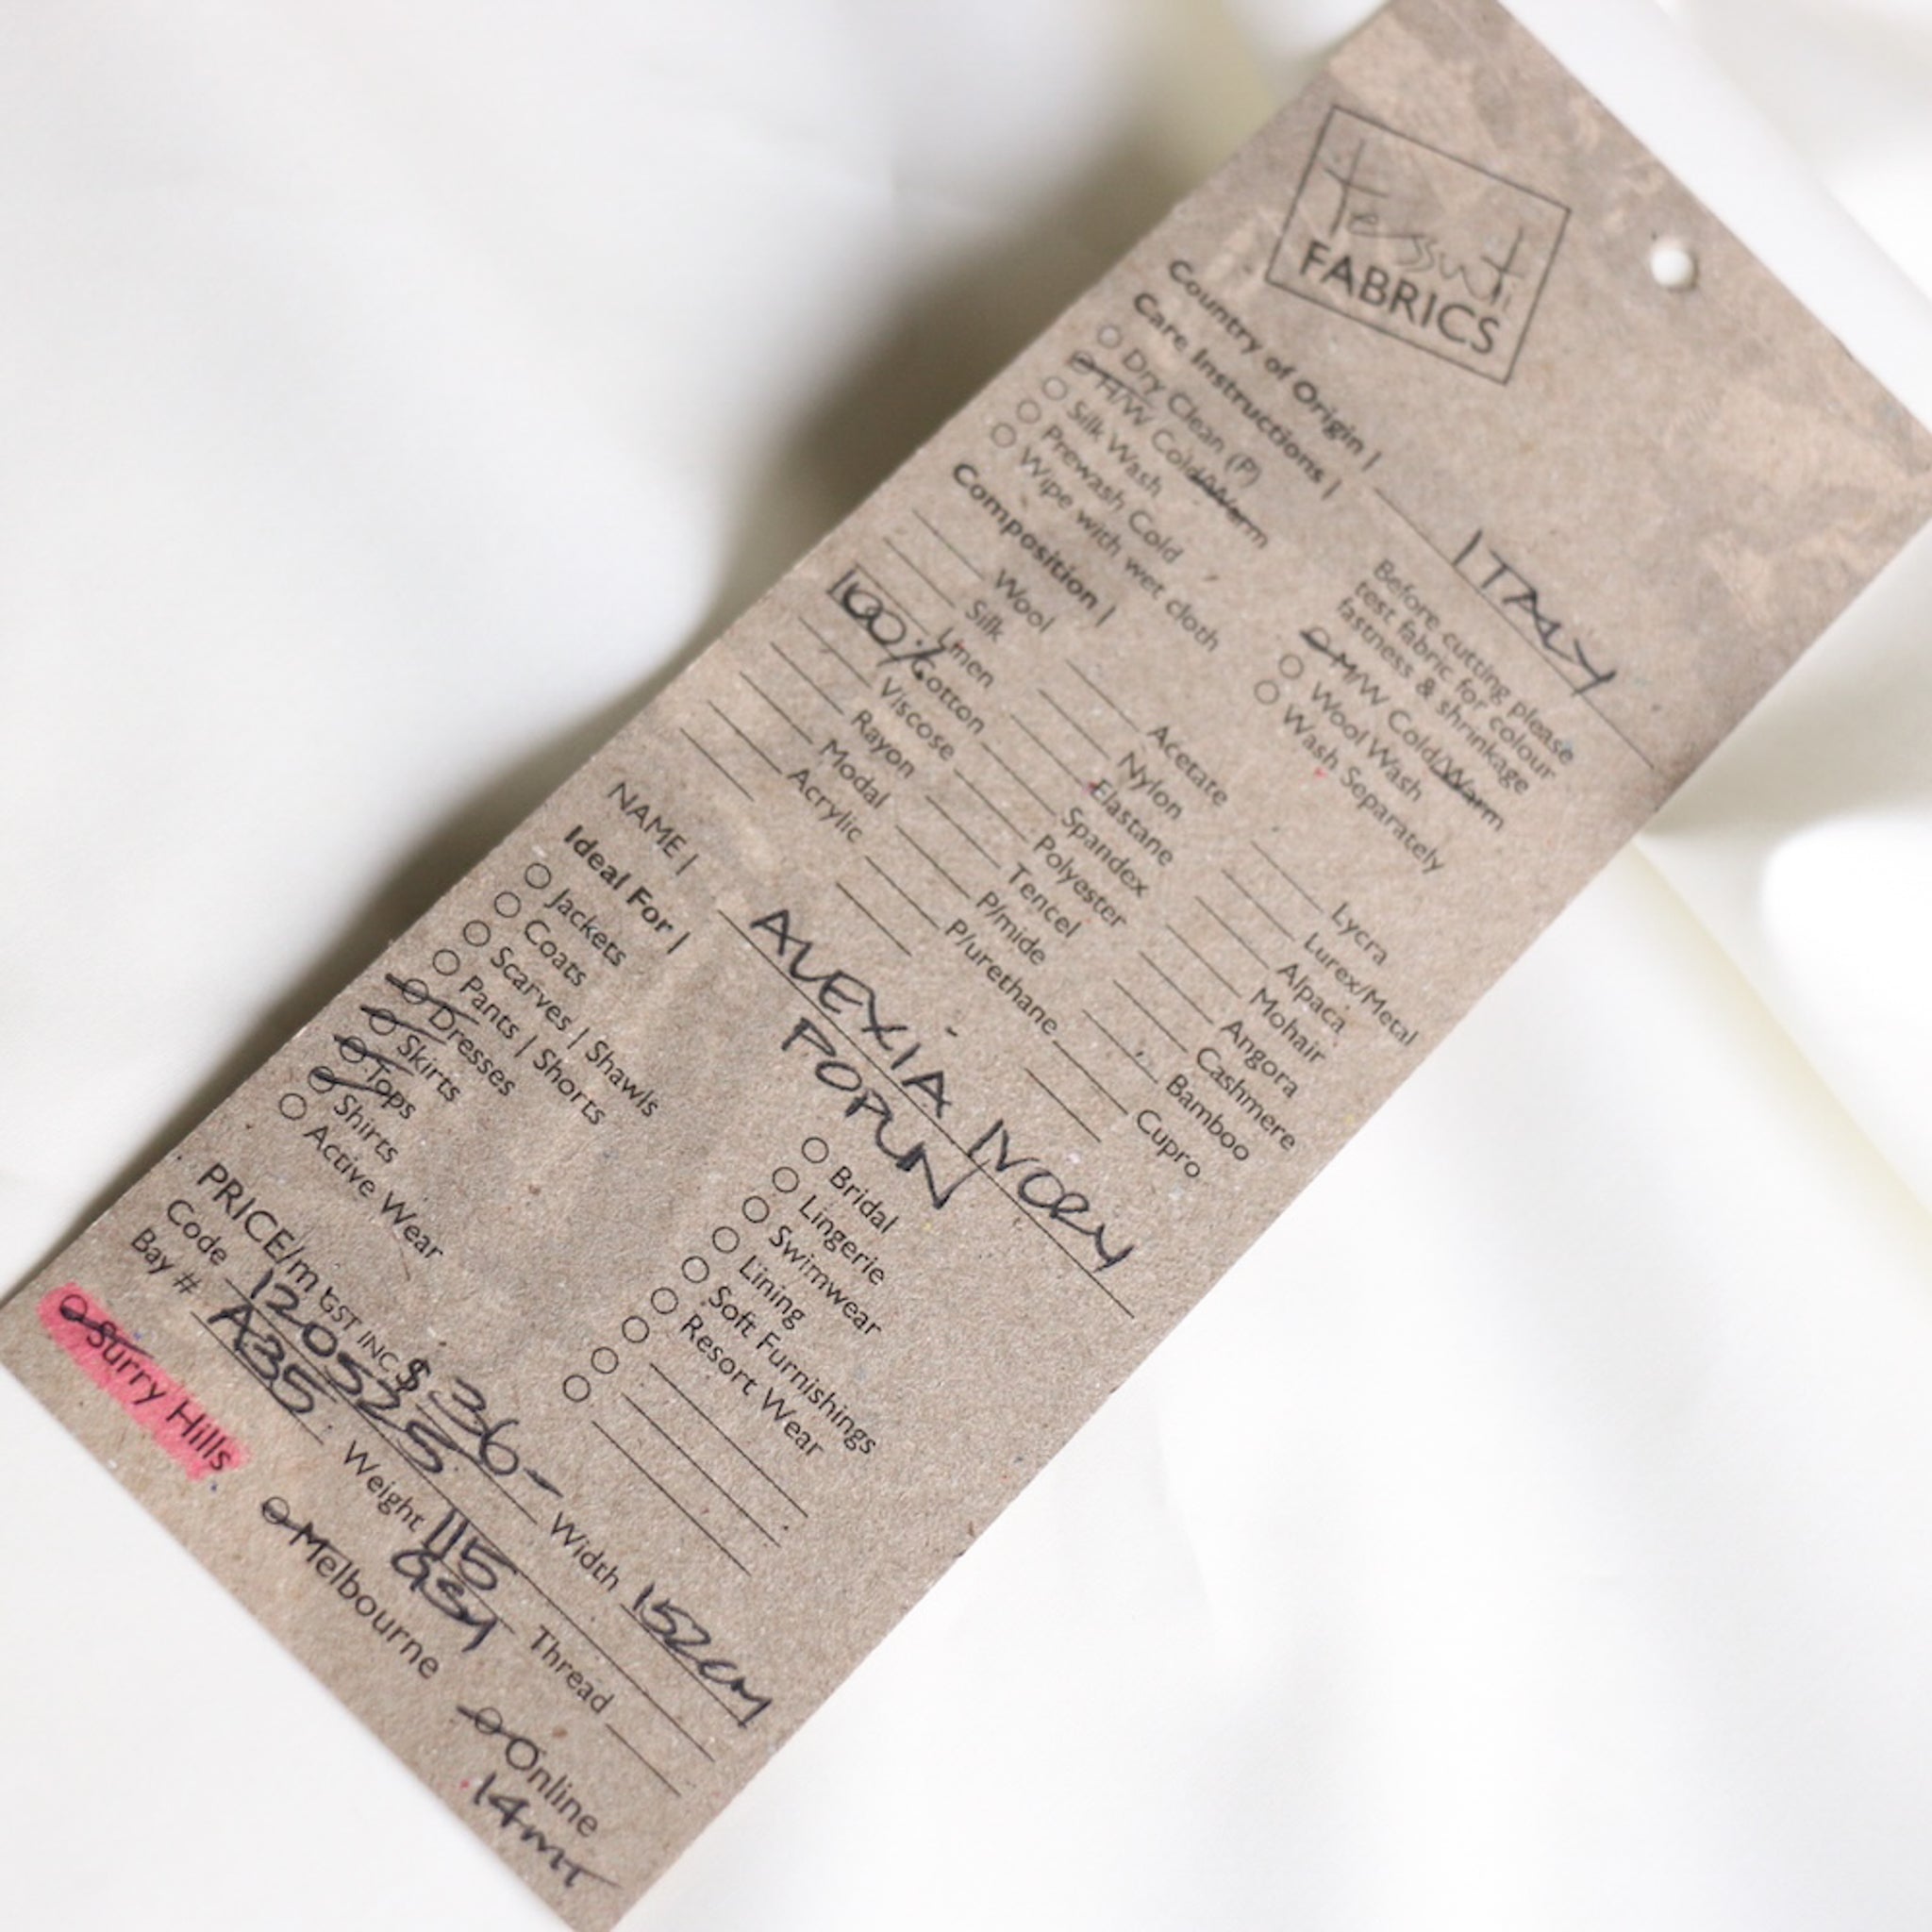 tessuti
FABRICS
Country of Origin | ITALY
Care Instructions |
Before cutting please
test fabric for colour
fastness & shrinkage
Dry Clean (P)
H/W Cold/Warm
M/W Cold/Warm
Silk Wash
Wool Wash
Prewash Cold
Wash Separately
Wipe with wet cloth
Composition |
Wool
Silk
Linen
100% Cotton
Viscose
Rayon
Modal
Acrylic
Acetate
Nylon
Elastane
Spandex
Polyester
Tencel
P/mide
P/urethane
Lycra
Lurex/Metal
Alpaca
Mohair
Angora
Cashmere
Bamboo
Cupro
NAME | ALEXIA IVORY
POPLIN
Ideal For |
Jackets
Coats
Scarves | Shawls
Pants | Shorts
Dresses
Skirts
Tops
Shirts
Active Wear
Bridal
Lingerie
Swimwear
Lining
Soft Furnishings
Resort Wear
PRICE/m GST INC. $ 36- Width 152cm
Code 1205325 Weight 115 gsm Thread
Bay # A35
Surry Hills Melbourne Online
14mt